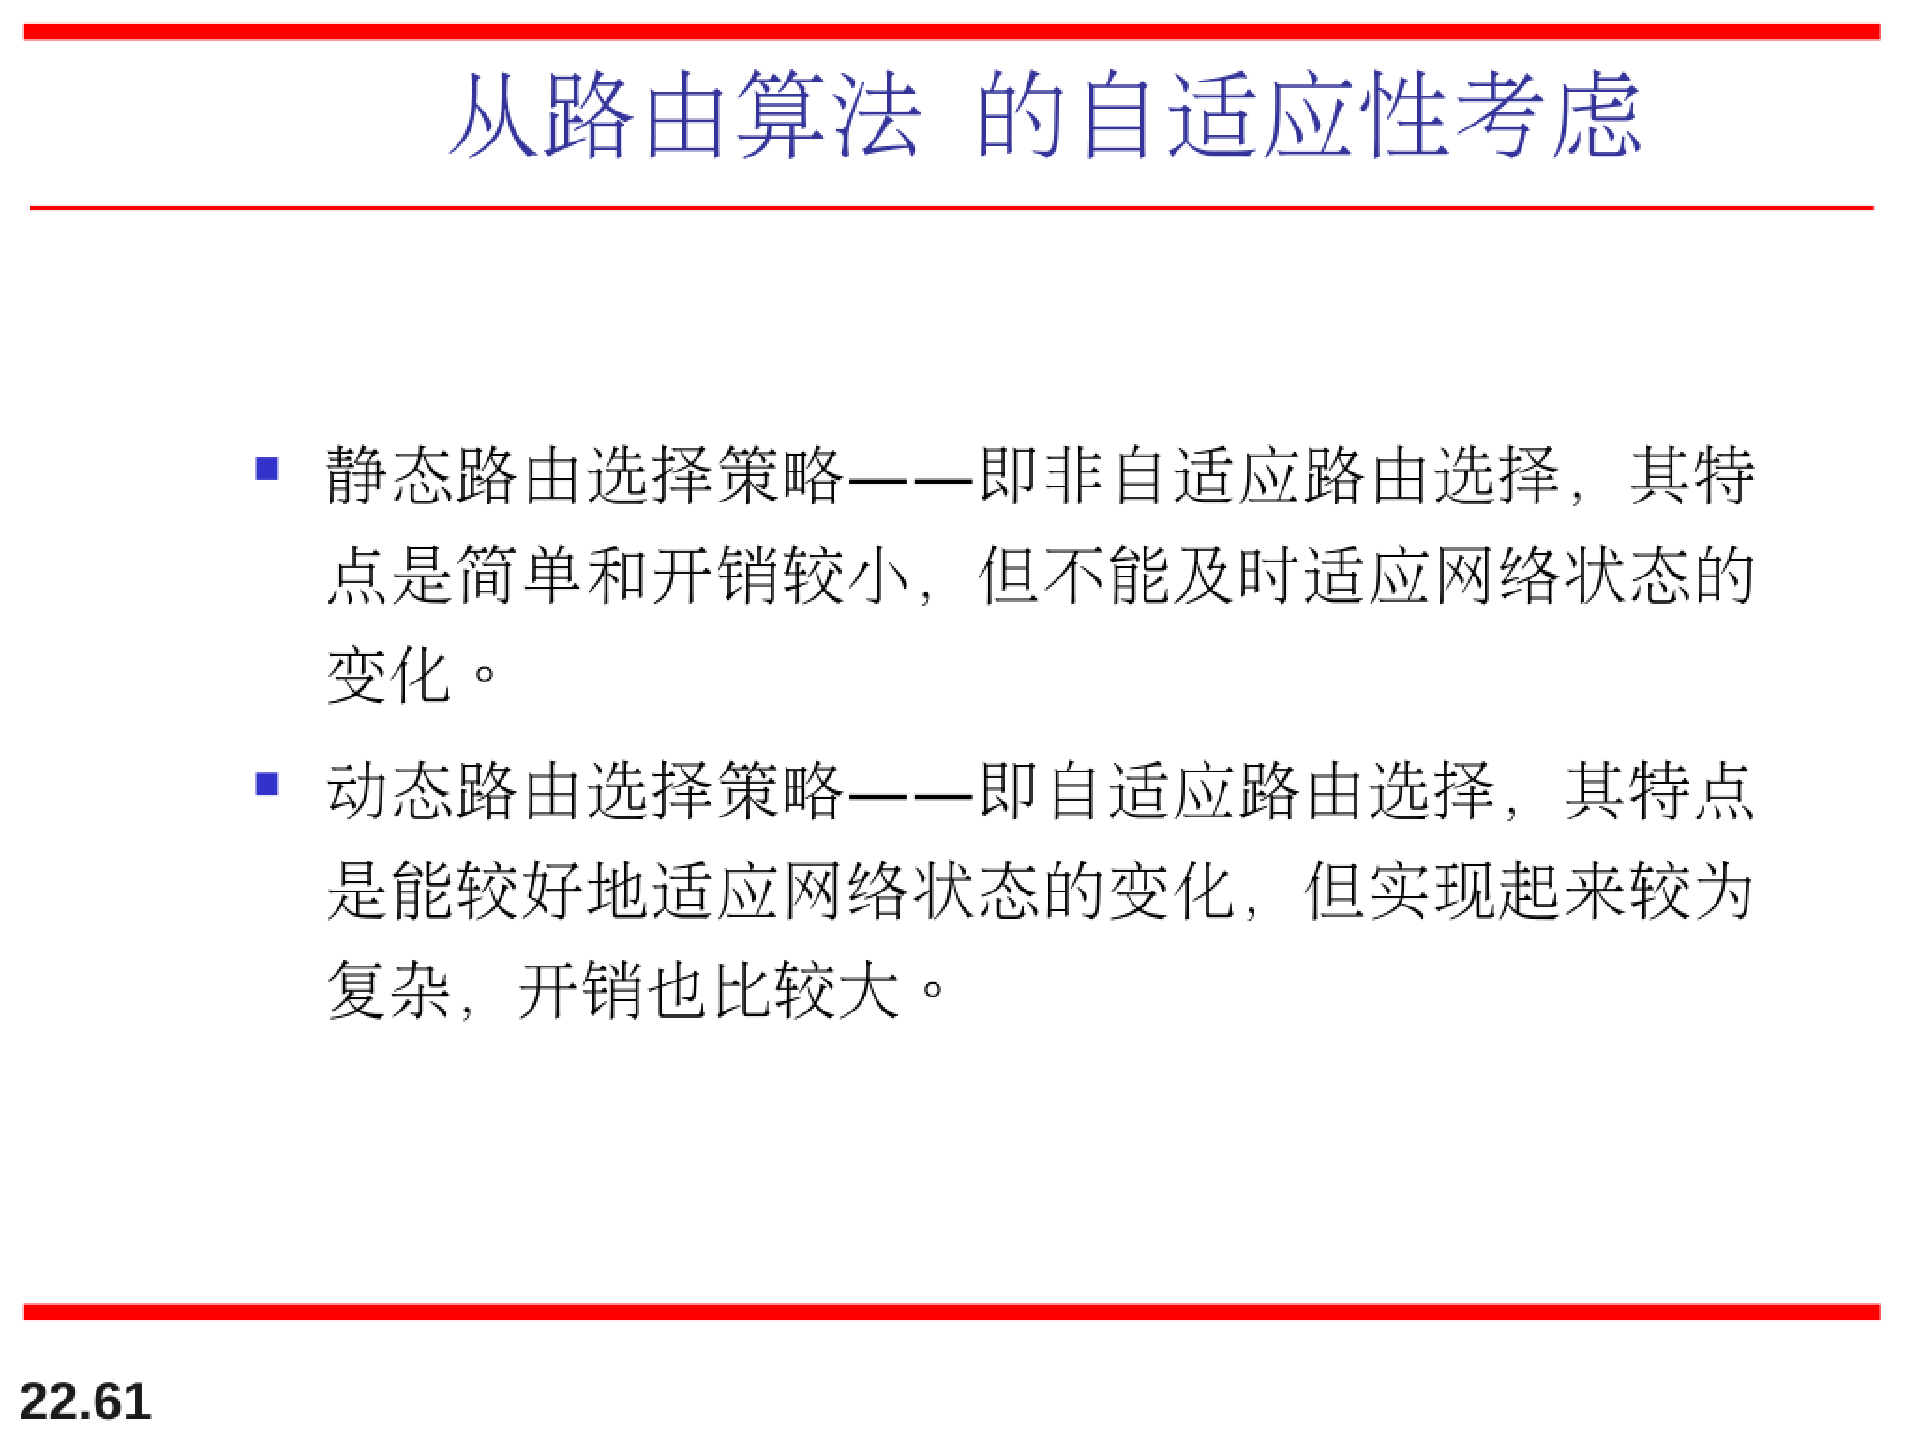 从路由算法 的自适应性考虑
静态路由选择策略——即非自适应路由选择，其特
点是简单和开销较小，但不能及时适应网络状态的
变化。
动态路由选择策略——即自适应路由选择，其特点
是能较好地适应网络状态的变化，但实现起来较为
复杂，开销也比较大。
22.61